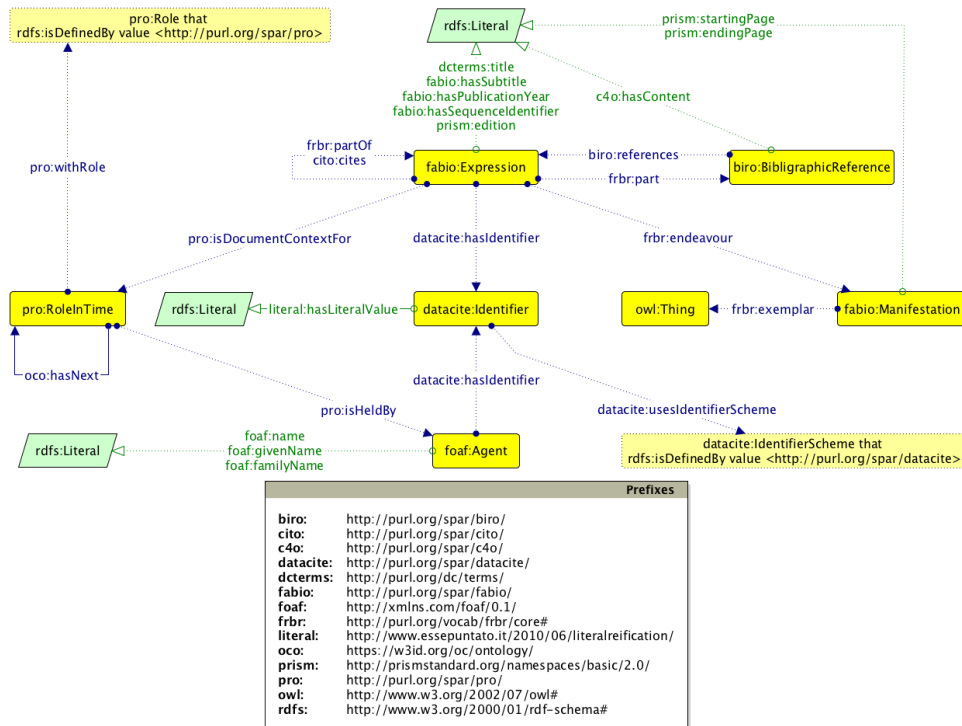 pro:Role that
rdfs:isDefinedBy value <http://purl.org/spar/pro>
rdfs:Literal
prism:startingPage
prism:endingPage
dcterms:title
fabio:hasSubtitle
fabio:hasPublicationYear
fabio:hasSequenceIdentifier
prism:edition
c4o:hasContent
frbr:partOf
cito:cites
pro:withRole
fabio:Expression
biro:references
frbr:part
biro:BibligraphicReference
pro:isDocumentContextFor
datacite:hasIdentifier
frbr:endeavour
pro:RoleInTime
rdfs:Literal
literal:hasLiteralValue
datacite:Identifier
owl:Thing
frbr:exemplar
fabio:Manifestation
oco:hasNext
datacite:hasIdentifier
pro:isHeldBy
datacite:usesIdentifierScheme
rdfs:Literal
foaf:name
foaf:givenName
foaf:familyName
foaf:Agent
datacite:IdentifierScheme that
rdfs:isDefinedBy value <http://purl.org/spar/datacite>
Prefixes
biro: http://purl.org/spar/biro/
cito: http://purl.org/spar/cito/
c4o: http://purl.org/spar/c4o/
datacite: http://purl.org/spar/datacite/
dcterms: http://purl.org/dc/terms/
fabio: http://purl.org/spar/fabio/
foaf: http://xmlns.com/foaf/0.1/
frbr: http://purl.org/vocab/frbr/core#
literal: http://www.essepuntato.it/2010/06/literalreification/
oco: https://w3id.org/oc/ontology/
prism: http://prismstandard.org/namespaces/basic/2.0/
pro: http://purl.org/spar/pro/
owl: http://www.w3.org/2002/07/owl#
rdfs: http://www.w3.org/2000/01/rdf-schema#